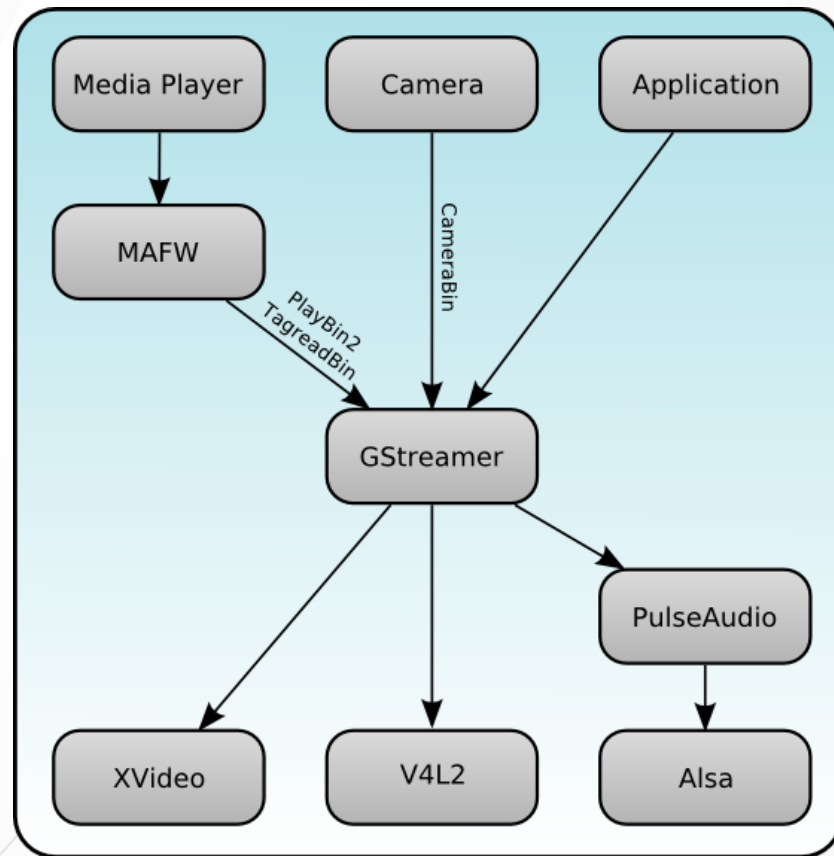 Media Player
Camera
Application
MAFW
CameraBin
PlayBin2
TagreadBin
GStreamer
PulseAudio
XVideo
V4L2
Alsa